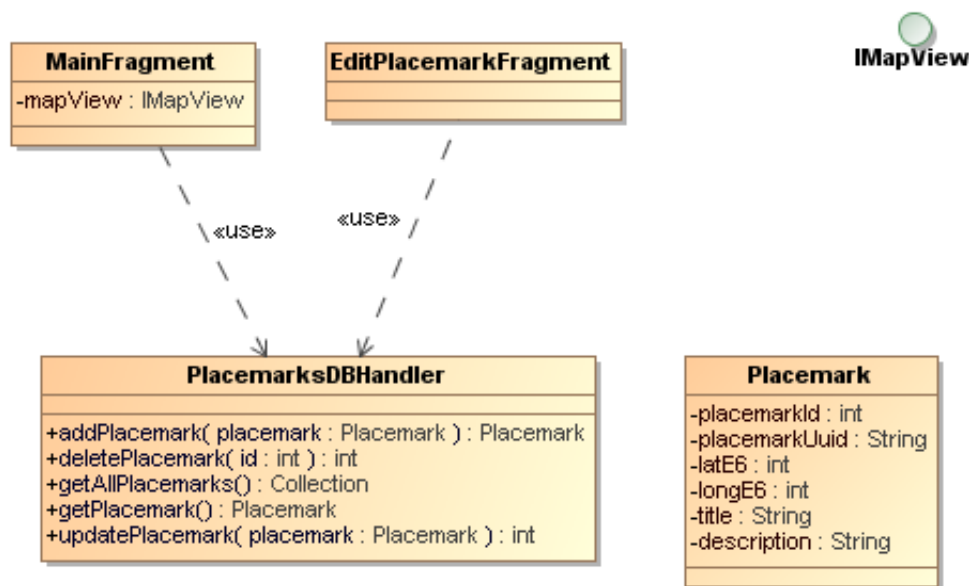 MainFragment
-mapView : IMapView
EditPlacemarkFragment
IMapView
«use»
«use»
PlacemarksDBHandler
+addPlacemark( placemark : Placemark ) : Placemark
+deletePlacemark( id : int ) : int
+getAllPlacemarks() : Collection
+getPlacemark() : Placemark
+updatePlacemark( placemark : Placemark ) : int
Placemark
-placemarkId : int
-placemarkUuid : String
-latE6 : int
-longE6 : int
-title : String
-description : String